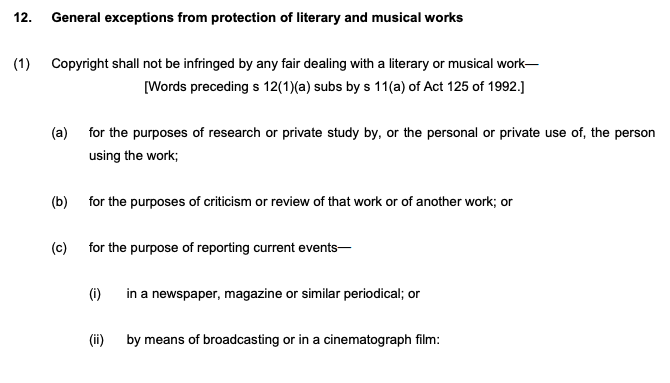 12. General exceptions from protection of literary and musical works
(1) Copyright shall not be infringed by any fair dealing with a literary or musical work—
[Words preceding s 12(1)(a) subs by s 11(a) of Act 125 of 1992.]
(a) for the purposes of research or private study by, or the personal or private use of, the person
using the work;
(b) for the purposes of criticism or review of that work or of another work; or
(c) for the purpose of reporting current events—
(i) in a newspaper, magazine or similar periodical; or
(ii) by means of broadcasting or in a cinematograph film: